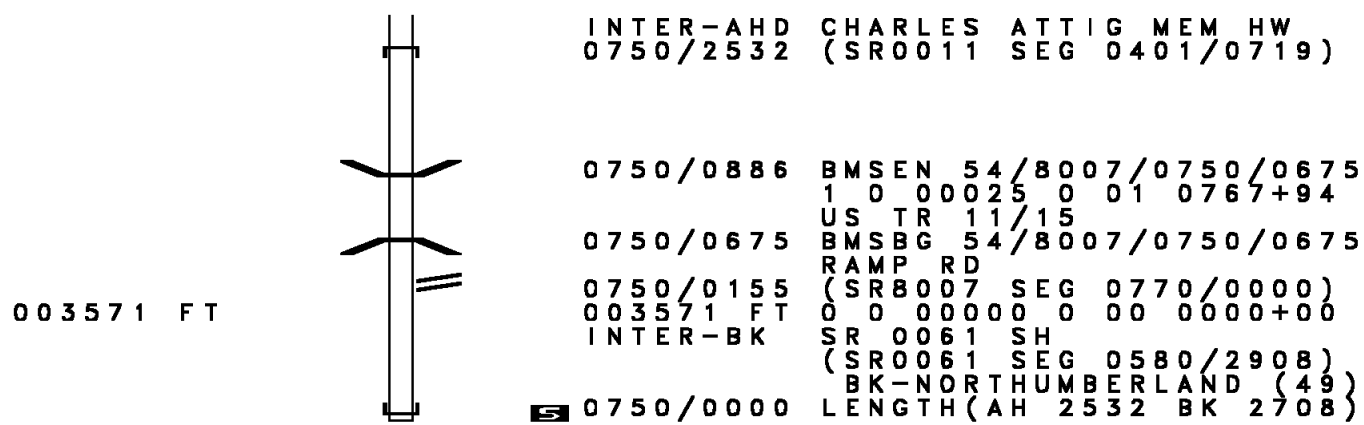 INTER-AHD CHARLES ATTIG MEM HW
0750/2532 (SR0011 SEG 0401/0719)
0750/0886 BMSEN 54/8007/0750/0675
1 0 00025 0 01 0767+94
US TR 11/15
0750/0675 BMSBG 54/8007/0750/0675
RAMP RD
0750/0155 (SR8007 SEG 0770/0000)
003571 FT 003571 FT 0 0 00000 0 00 0000+00
INTER-BK SR 0061 SH
(SR0061 SEG 0580/2908)
BK-NORTHUMBERLAND (49)
S 0750/0000 LENGTH(AH 2532 BK 2708)